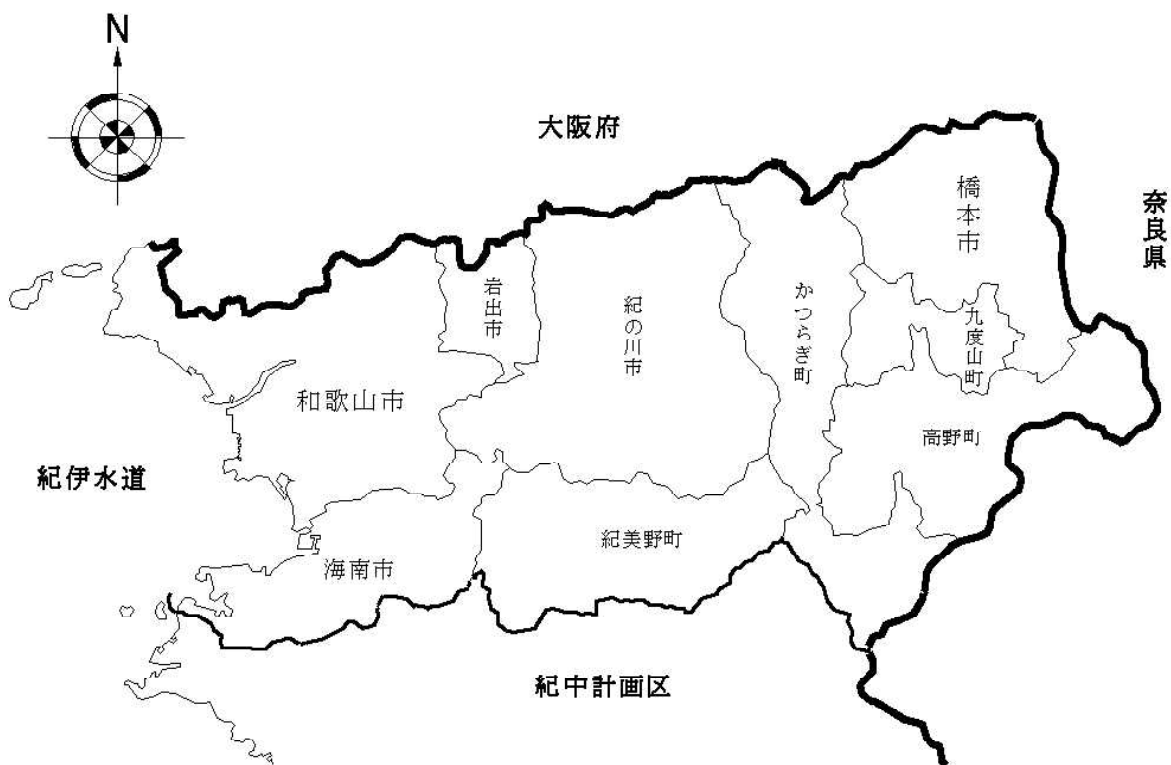 N
大阪府
奈良県
橋本市
岩出市
紀の川市
かつらぎ町
九度山町
和歌山市
高野町
紀伊水道
紀美野町
海南市
紀中計画区